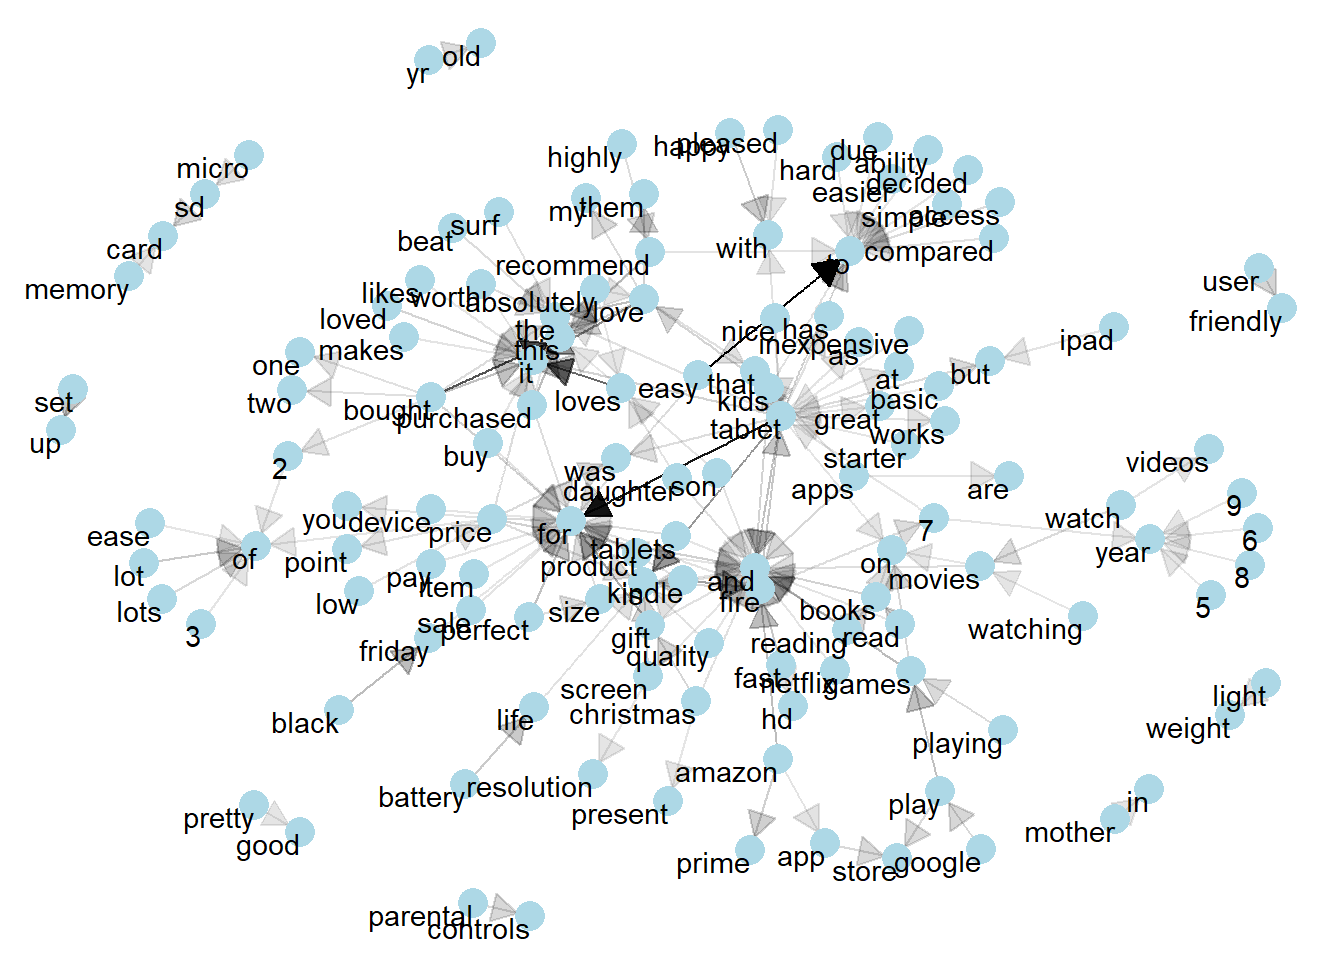 old
yr
pleased
happy
highly
due
ability
hard
decided
easier
micro
sd
my
them
simple
access
surf
beat
with
to
compared
card
recommend
memory
user
friendly
likes
worth
absolutely
love
loved
the
nice
has
inexpensive
ipad
makes
this
as
one
it
that
at
but
easy
loves
kids
basic
set
two
bought
purchased
tablet
great
works
up
buy
starter
2
was
daughter
son
apps
are
videos
9
you
device
price
for
7
watch
6
ease
of
point
tablets
on
year
lot
product
and
movies
8
pay
item
kindle
fire
books
5
lots
low
size
is
3
sale
perfect
gift
reading
read
watching
friday
quality
screen
fast
netflix
games
light
black
life
christmas
hd
weight
playing
battery
resolution
amazon
play
present
in
pretty
mother
good
prime
app
store
google
parental
controls